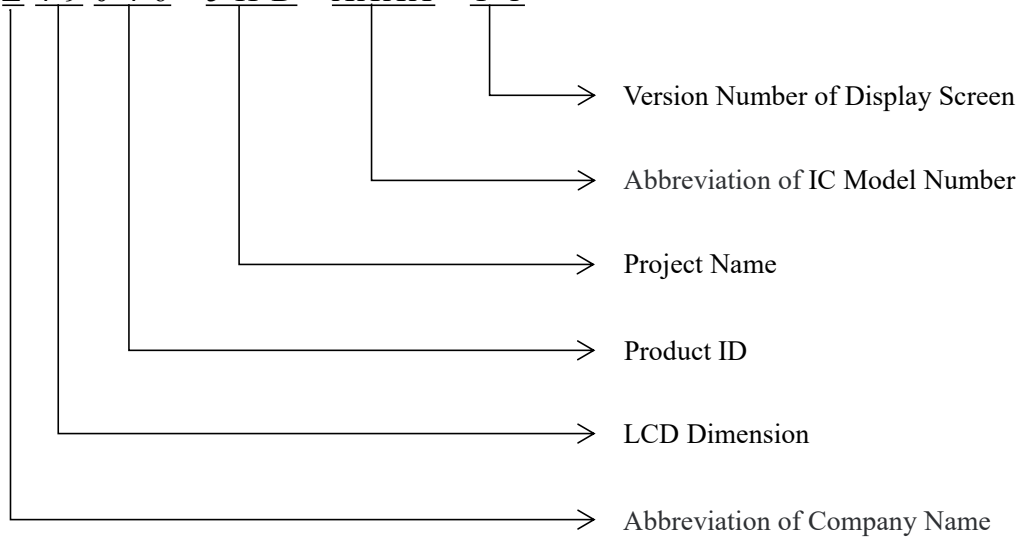 Version Number of Display Screen
Abbreviation of IC Model Number
Project Name
Product ID
LCD Dimension
Abbreviation of Company Name